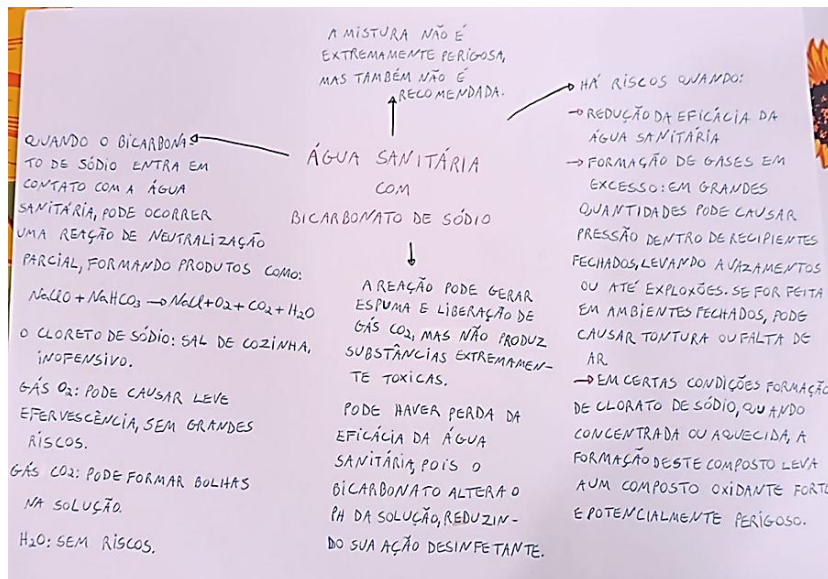 A MISTURA NÃO É
EXTREMAMENTE PERIGOSA,
MAS TAMBÉM NÃO É
RECOMENDADA.
ÁGUA SANITÁRIA
COM
BICARBONATO DE SÓDIO
QUANDO O BICARBONA-
TO DE SÓDIO ENTRA EM
CONTATO COM A ÁGUA
SANITÁRIA, PODE OCORRER
UMA REAÇÃO DE NEUTRALIZAÇÃO
PARCIAL, FORMANDO PRODUTOS COMO:
NaClO + NaHCO3 → NaCl + O2 + CO2 + H2O
O CLORETO DE SÓDIO: SAL DE COZINHA,
INOFENSIVO.
GÁS O2: PODE CAUSAR LEVE
EFERVESCÊNCIA, SEM GRANDES
RISCOS.
GÁS CO2: PODE FORMAR BOLHAS
NA SOLUÇÃO.
H2O: SEM RISCOS.
A REAÇÃO PODE GERAR
ESPUMA E LIBERAÇÃO DE
GÁS CO2, MAS NÃO PRODUZ
SUBSTÂNCIAS EXTREMAMEN-
TE TOXICAS.
PODE HAVER PERDA DA
EFICÁCIA DA ÁGUA
SANITÁRIA, POIS O
BICARBONATO ALTERA O
PH DA SOLUÇÃO, REDUZIN-
DO SUA AÇÃO DESINFETANTE.
HÁ RISCOS QUANDO:
→ REDUÇÃO DA EFICÁCIA DA
ÁGUA SANITÁRIA
→ FORMAÇÃO DE GASES EM
EXCESSO: EM GRANDES
QUANTIDADES PODE CAUSAR
PRESSÃO DENTRO DE RECIPIENTES
FECHADOS, LEVANDO A VAZAMENTOS
OU ATÉ EXPLOXÕES. SE FOR FEITA
EM AMBIENTES FECHADOS, PODE
CAUSAR TONTURA OU FALTA DE
AR
→ EM CERTAS CONDIÇÕES FORMAÇÃO
DE CLORATO DE SÓDIO, QUANDO
CONCENTRADA OU AQUECIDA, A
FORMAÇÃO DESTE COMPOSTO LEVA
A UM COMPOSTO OXIDANTE FORTE
E POTENCIALMENTE PERIGOSO.